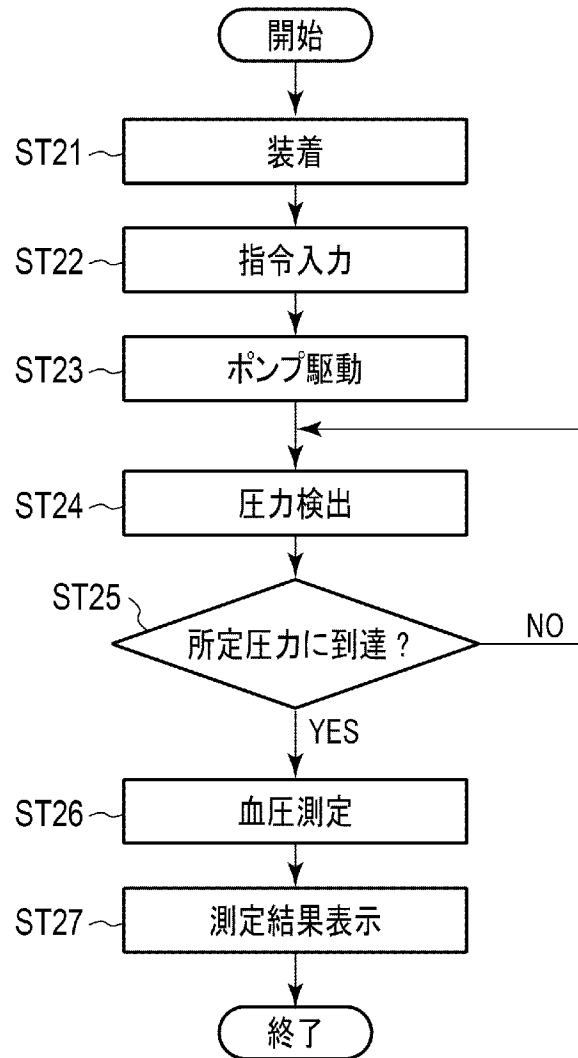 開始
ST21
装着
ST22
指令入力
ST23
ポンプ駆動
ST24
圧力検出
ST25
所定圧力に到達？
NO
YES
ST26
血圧測定
ST27
測定結果表示
終了